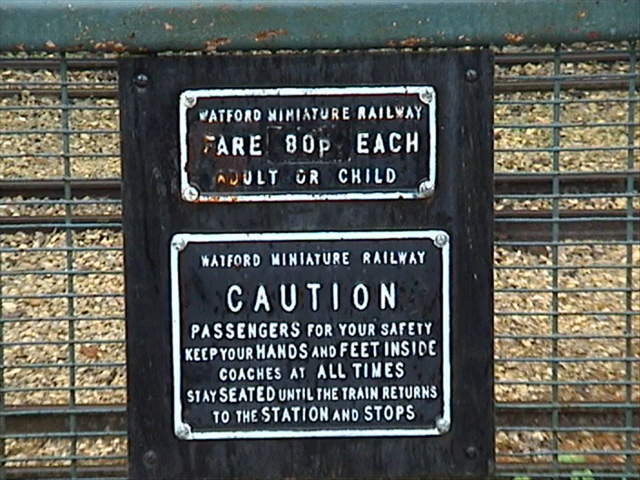 WATFORD MINIATURE RAILWAY
FARE 80p EACH
ADULT OR CHILD
WATFORD MINIATURE RAILWAY
CAUTION
PASSENGERS FOR YOUR SAFETY
KEEP YOUR HANDS AND FEET INSIDE
COACHES AT ALL TIMES
STAY SEATED UNTIL THE TRAIN RETURNS
TO THE STATION AND STOPS